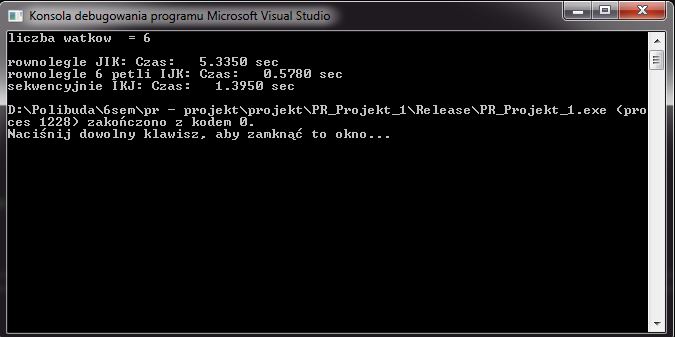 Konsola debugowania programu Microsoft Visual Studio
liczba watkow = 6
rownolegle JIK: Czas: 5.3350 sec
rownolegle 6 petli IJK: Czas: 0.5780 sec
sekwencyjnie IKJ: Czas: 1.3950 sec
D:\Polibuda\6sem\pr - projekt\projekt\PR_Projekt_1\Release\PR_Projekt_1.exe (pro
ces 1228) zakończono z kodem 0.
Naciśnij dowolny klawisz, aby zamknąć to okno...